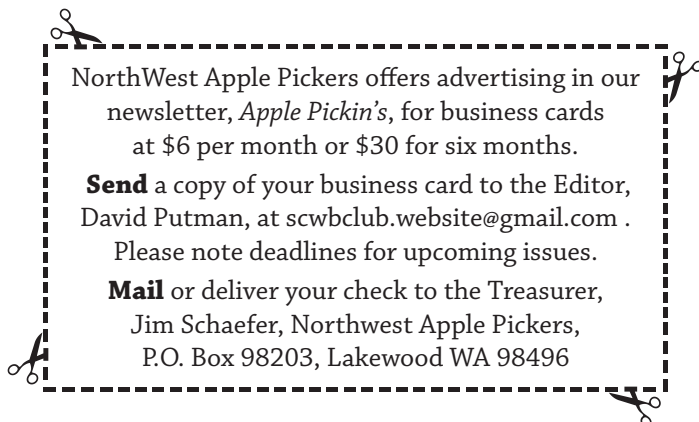 NorthWest Apple Pickers offers advertising in our
newsletter, Apple Pickin's, for business cards
at $6 per month or $30 for six months.
Send a copy of your business card to the Editor,
David Putman, at scwbclub.website@gmail.com .
Please note deadlines for upcoming issues.
Mail or deliver your check to the Treasurer,
Jim Schaefer, Northwest Apple Pickers,
P.O. Box 98203, Lakewood WA 98496